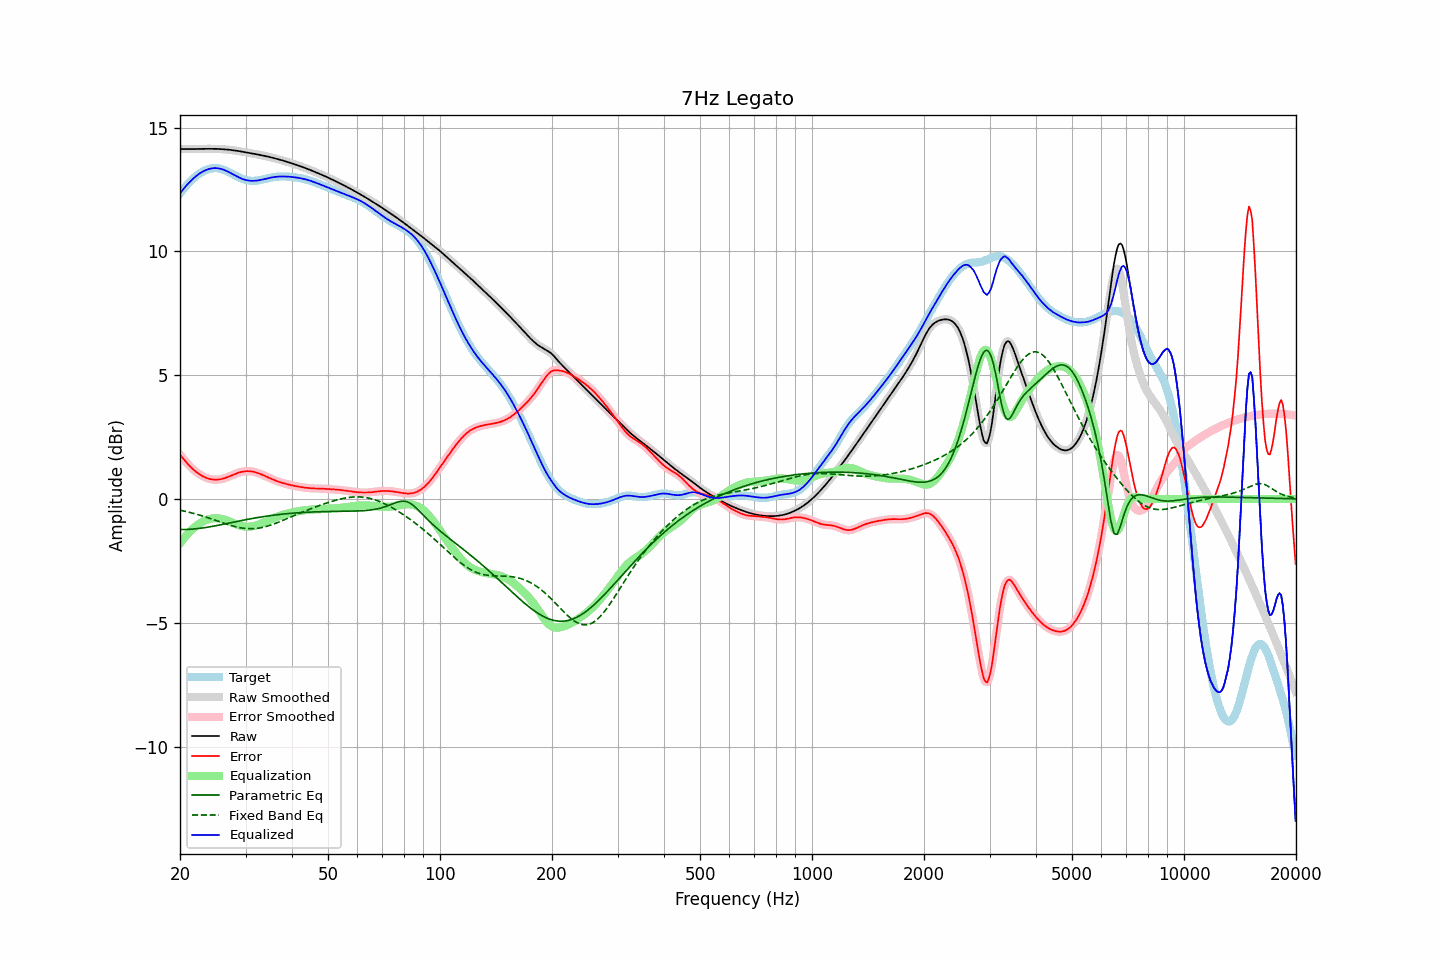 7Hz Legato
15
10
5
0
−5
−10
Amplitude (dBr)
Target
Raw Smoothed
Error Smoothed
Raw
Error
Equalization
Parametric Eq
Fixed Band Eq
Equalized
20 50 100 200 500 1000 2000 5000 10000 20000
Frequency (Hz)